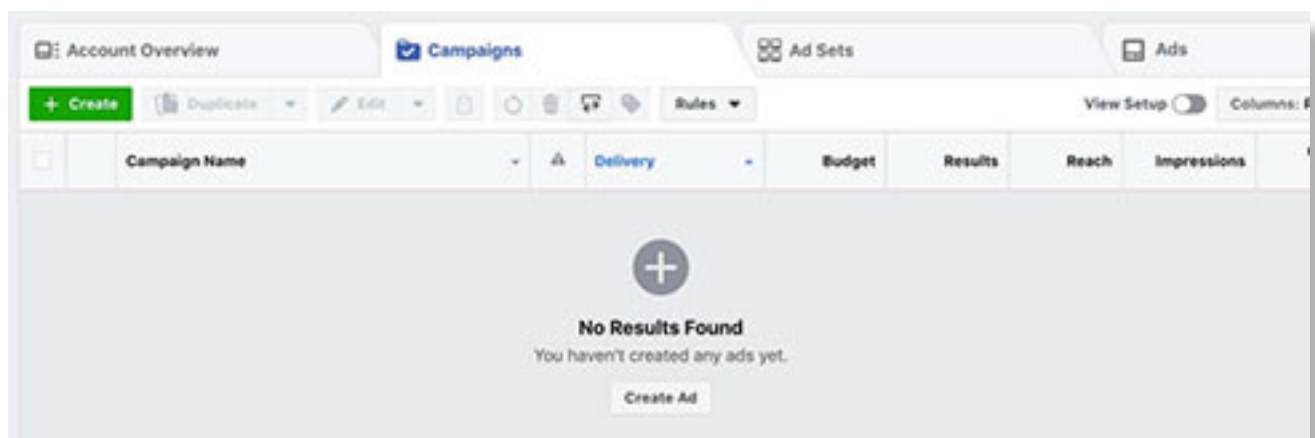 Account Overview Campaigns Ad Sets Ads
+ Create Duplicate Edit Rules View Setup Columns:
Campaign Name Delivery Budget Results Reach Impressions
No Results Found
You haven't created any ads yet.
Create Ad